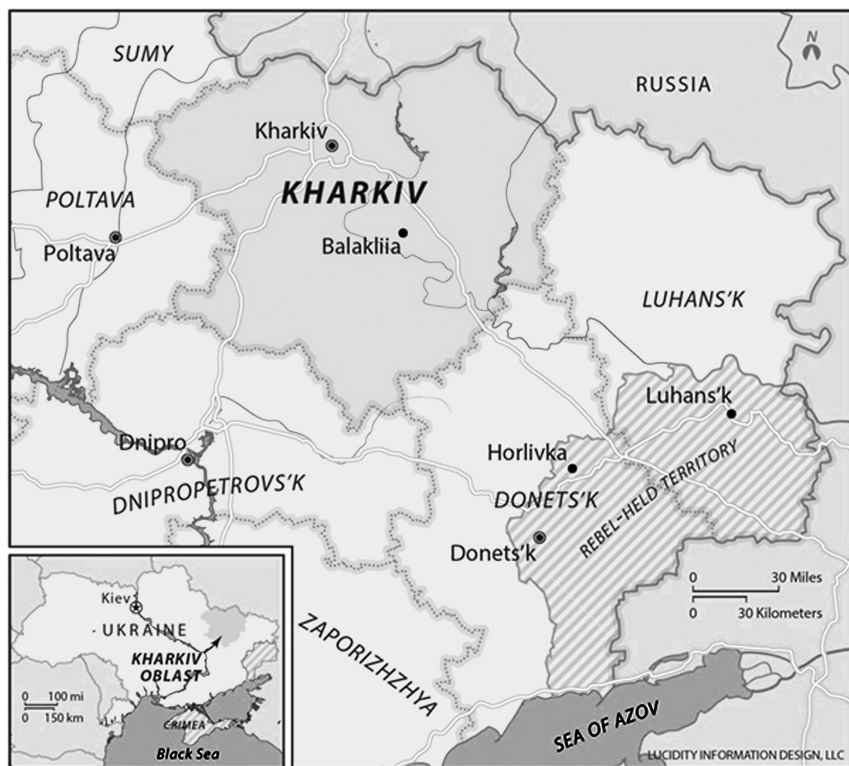 SUMY
N
RUSSIA
Kharkiv
KHARKIV
POLTAVA
Poltava
Balakliia
LUHANS'K
Luhans'k
Dnipro
Horlivka
DNIPROPETROVS'K
DONETS'K
REBEL-HELD TERRITORY
Donets'k
0 30 Miles
0 30 Kilometers
ZAPORIZHZHYA
SEA OF AZOV
Kiev
UKRAINE
KHARKIV
OBLAST
0 100 mi
0 150 km
CRIMEA
Black Sea
LUCIDITY INFORMATION DESIGN, LLC